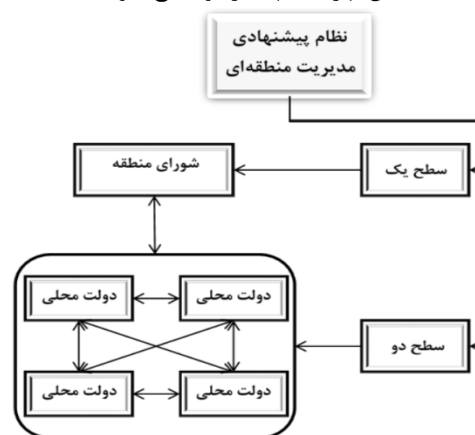 نظام پیشنهادی
مدیریت منطقه‌ای
سطح یک
شورای منطقه
دولت محلی
دولت محلی
سطح دو
دولت محلی
دولت محلی